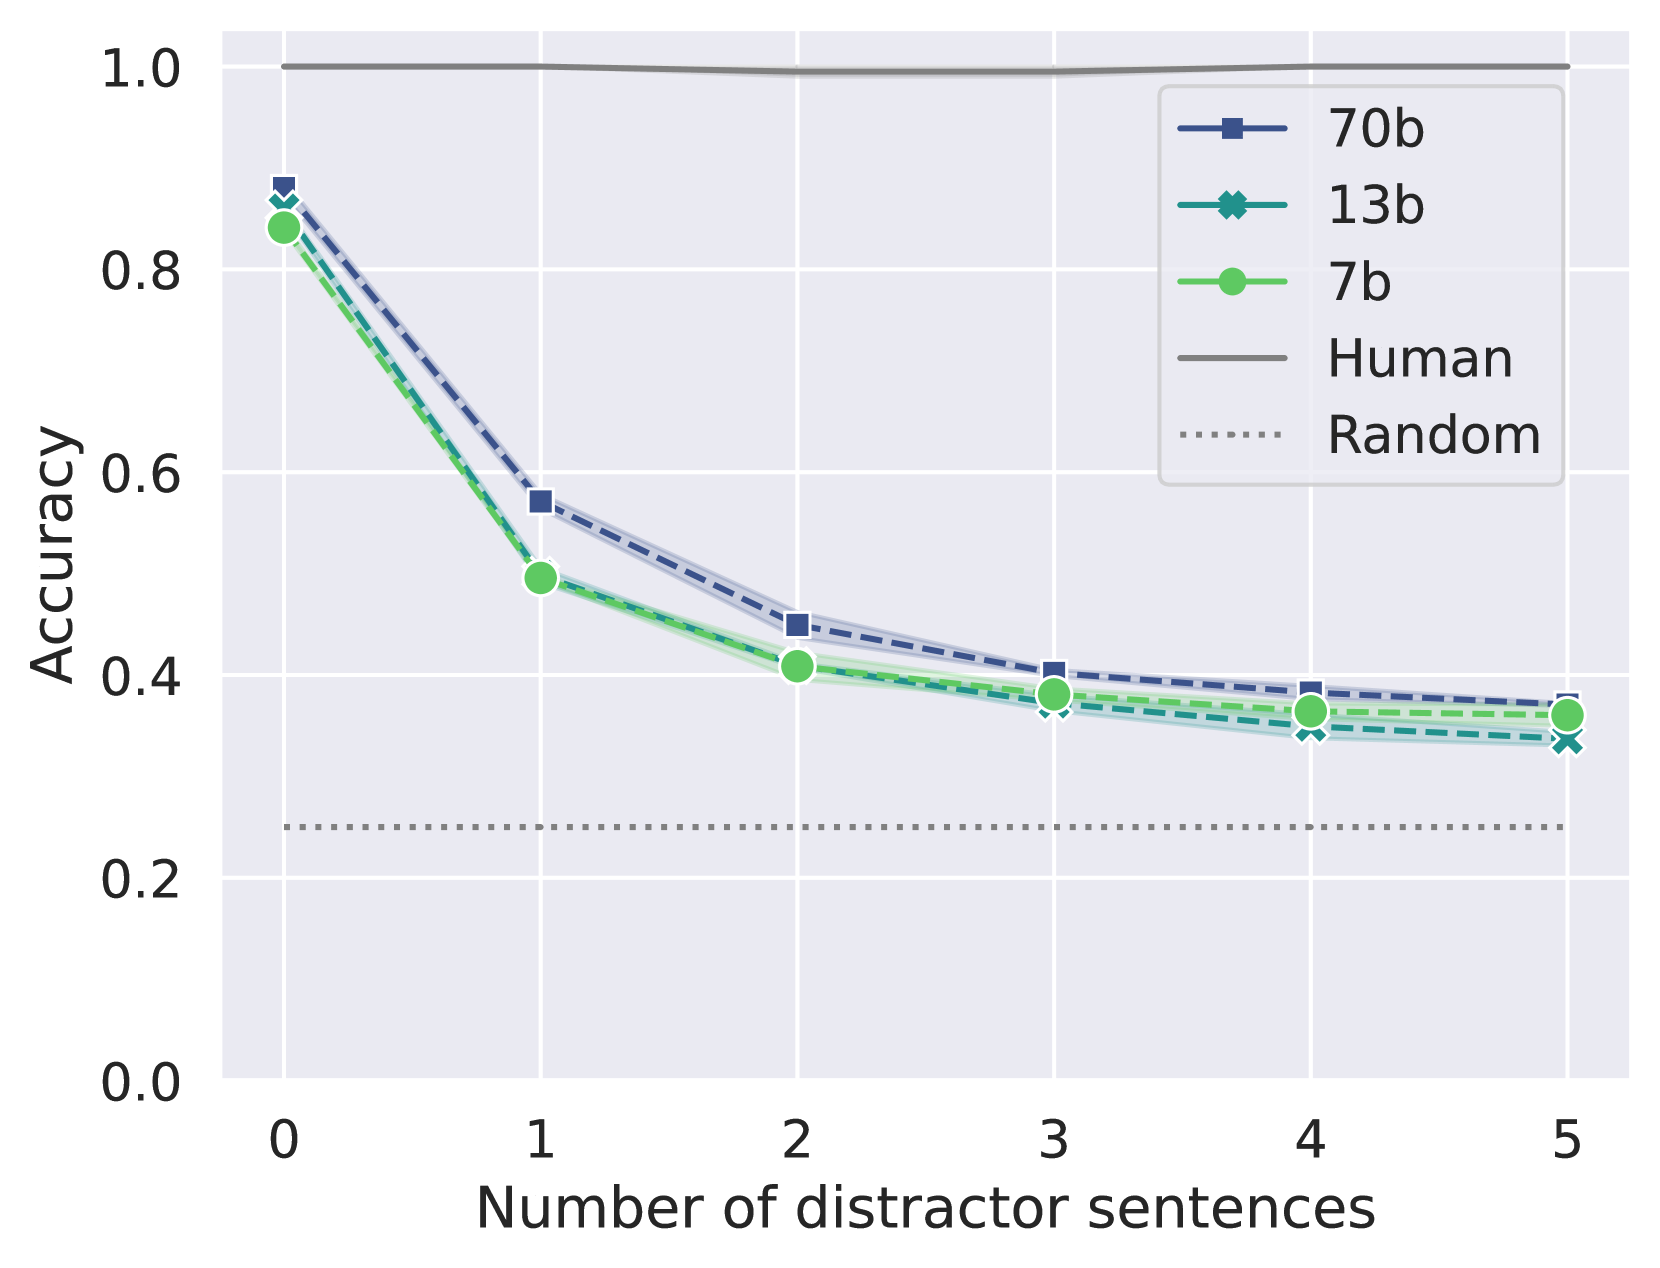 1.0
0.8
0.6
0.4
0.2
0.0
Accuracy
70b
13b
7b
Human
Random
0 1 2 3 4 5
Number of distractor sentences